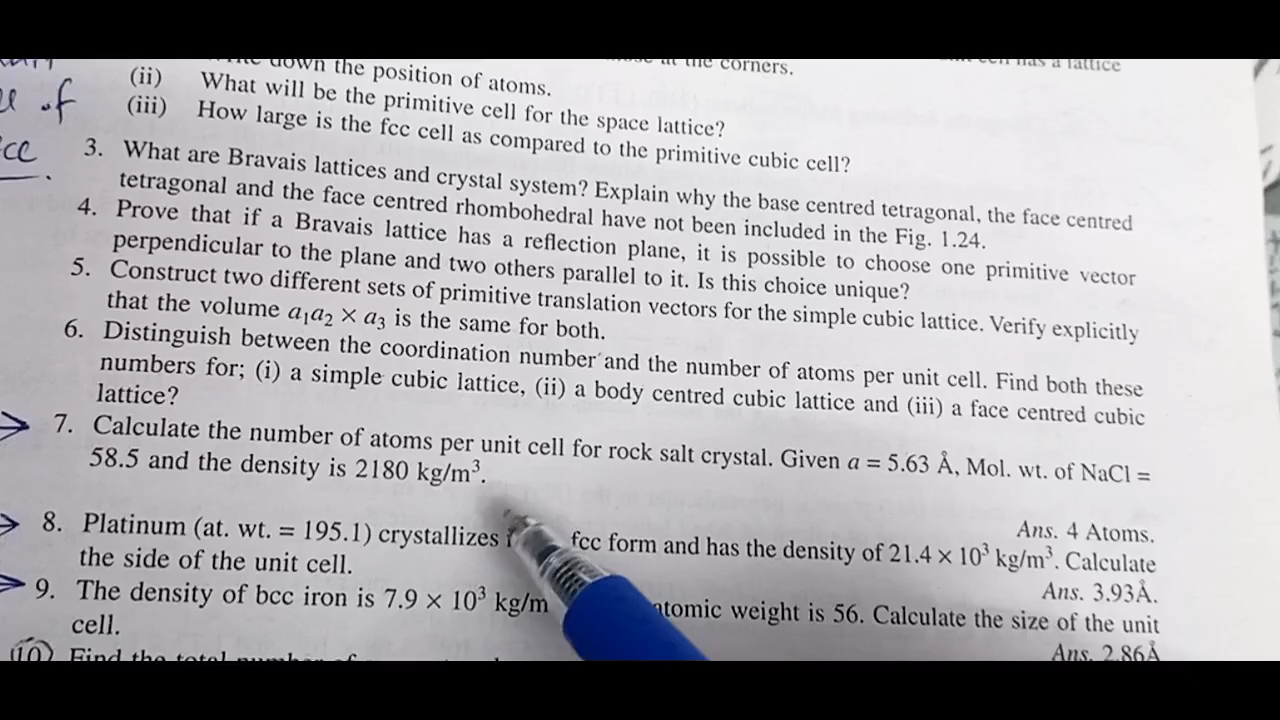 down the position of atoms.
the corners.
has a lattice
(ii) What will be the primitive cell for the space lattice?
of
(iii) How large is the fcc cell as compared to the primitive cubic cell?
3. What are Bravais lattices and crystal system? Explain why the base centred tetragonal, the face centred
tetragonal and the face centred rhombohedral have not been included in the Fig. 1.24.
4. Prove that if a Bravais lattice has a reflection plane, it is possible to choose one primitive vector
perpendicular to the plane and two others parallel to it. Is this choice unique?
5. Construct two different sets of primitive translation vectors for the simple cubic lattice. Verify explicitly
that the volume a₁a₂ × a₃ is the same for both.
6. Distinguish between the coordination number and the number of atoms per unit cell. Find both these
numbers for; (i) a simple cubic lattice, (ii) a body centred cubic lattice and (iii) a face centred cubic
lattice?
7. Calculate the number of atoms per unit cell for rock salt crystal. Given a = 5.63 Å, Mol. wt. of NaCl =
58.5 and the density is 2180 kg/m³.
Ans. 4 Atoms.
8. Platinum (at. wt. = 195.1) crystallizes fcc form and has the density of 21.4 × 10³ kg/m³. Calculate
the side of the unit cell.
Ans. 3.93Å.
9. The density of bcc iron is 7.9 × 10³ kg/m atomic weight is 56. Calculate the size of the unit
cell.
Ans. 2.86Å
10 Find the total number of